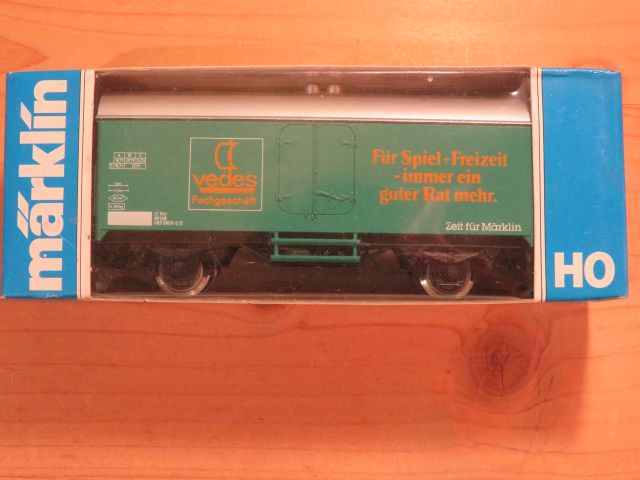 märklin
vedes
Fachgeschäft
Für Spiel+Freizeit
-immer ein
guter Rat mehr.
Zeit für Märklin
HO